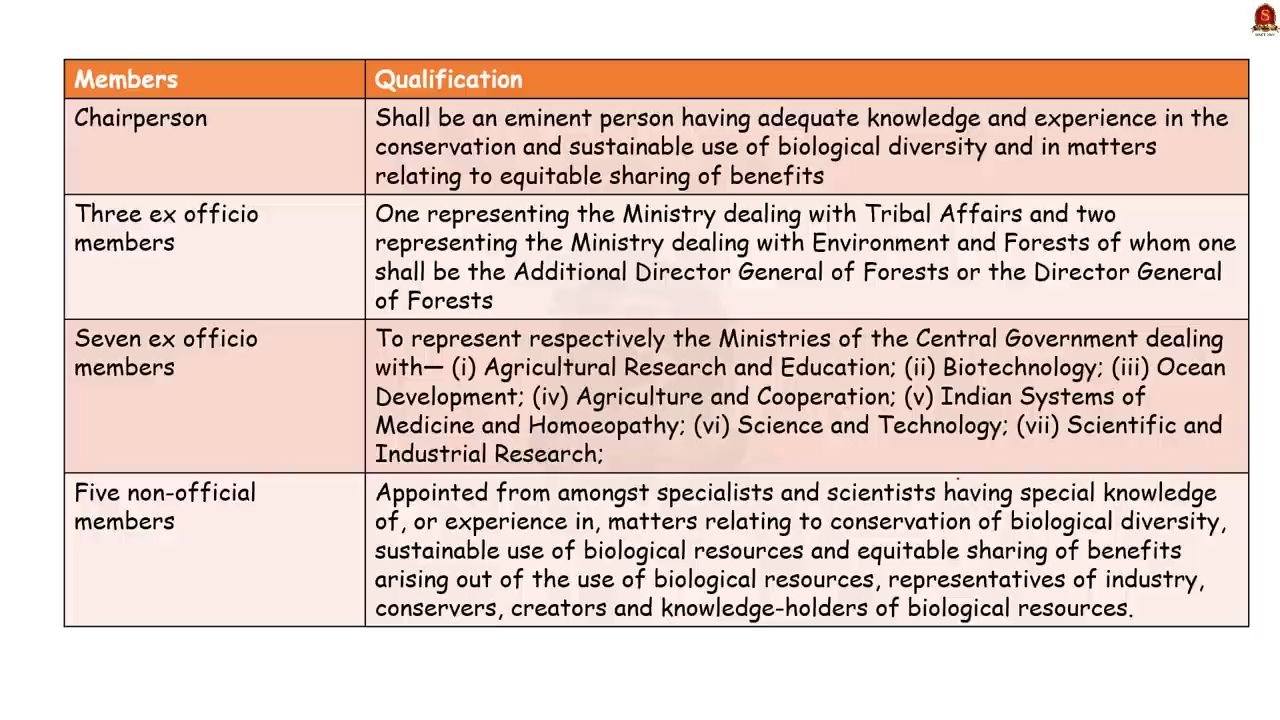 Members
Qualification
Chairperson
Shall be an eminent person having adequate knowledge and experience in the
conservation and sustainable use of biological diversity and in matters
relating to equitable sharing of benefits
Three ex officio
members
One representing the Ministry dealing with Tribal Affairs and two
representing the Ministry dealing with Environment and Forests of whom one
shall be the Additional Director General of Forests or the Director General
of Forests
Seven ex officio
members
To represent respectively the Ministries of the Central Government dealing
with— (i) Agricultural Research and Education; (ii) Biotechnology; (iii) Ocean
Development; (iv) Agriculture and Cooperation; (v) Indian Systems of
Medicine and Homoeopathy; (vi) Science and Technology; (vii) Scientific and
Industrial Research;
Five non-official
members
Appointed from amongst specialists and scientists having special knowledge
of, or experience in, matters relating to conservation of biological diversity,
sustainable use of biological resources and equitable sharing of benefits
arising out of the use of biological resources, representatives of industry,
conservers, creators and knowledge-holders of biological resources.
S